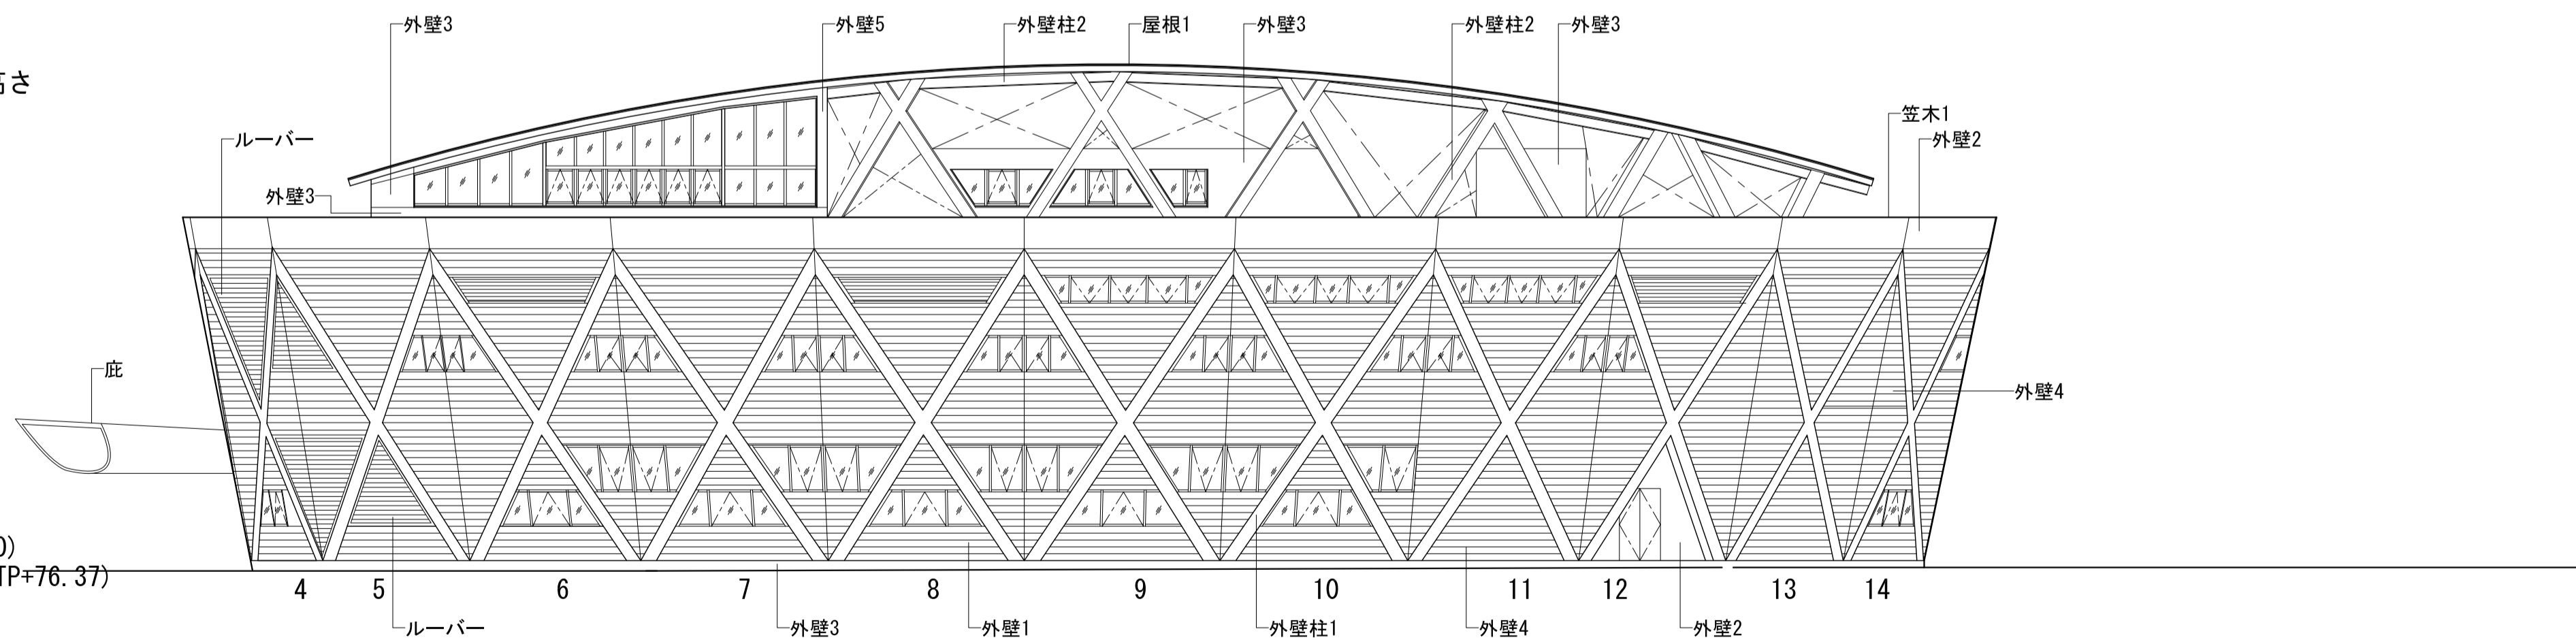 外壁3
外壁5
外壁柱2
屋根1
外壁3
外壁柱2
外壁3
高さ
笠木1
ルーバー
外壁2
外壁3
庇
外壁4
0)
TP+76.37)
4
5
6
7
8
9
10
11
12
13
14
ルーバー
外壁3
外壁1
外壁柱1
外壁4
外壁2